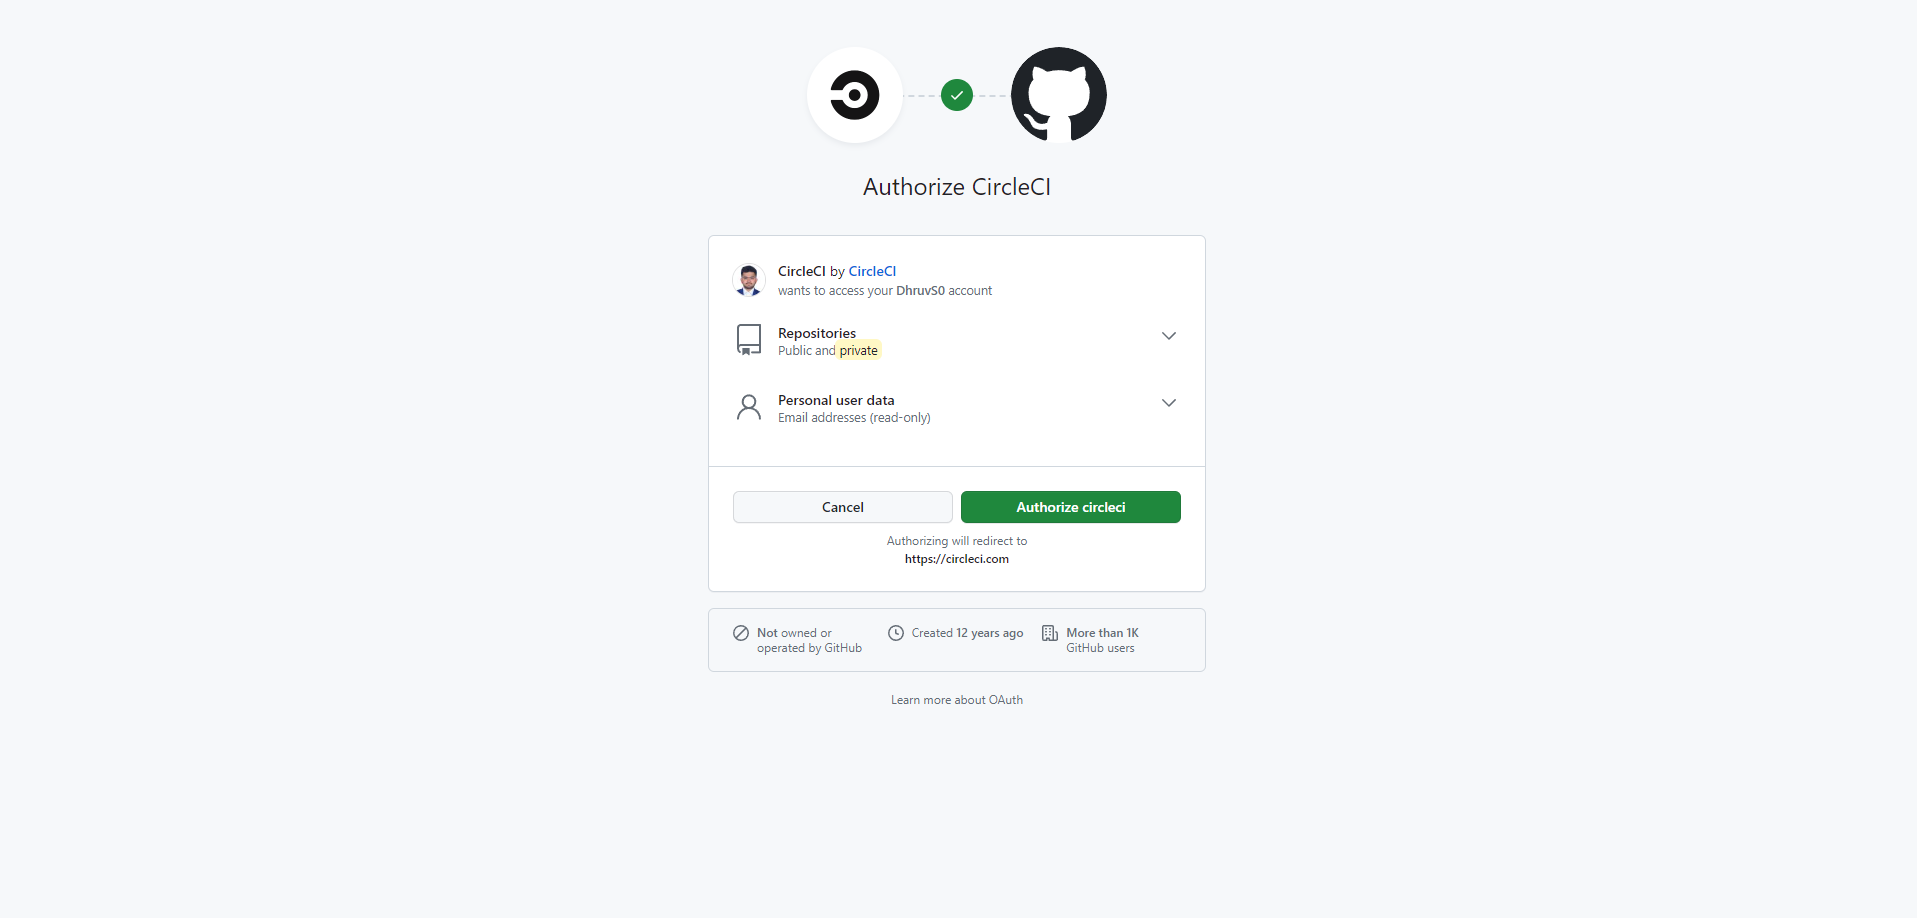 Authorize CircleCI
CircleCI by CircleCI
wants to access your DhruvS0 account
Repositories
Public and private
Personal user data
Email addresses (read-only)
Cancel
Authorize circleci
Authorizing will redirect to
https://circleci.com
Not owned or
operated by GitHub
Created 12 years ago
More than 1K
GitHub users
Learn more about OAuth